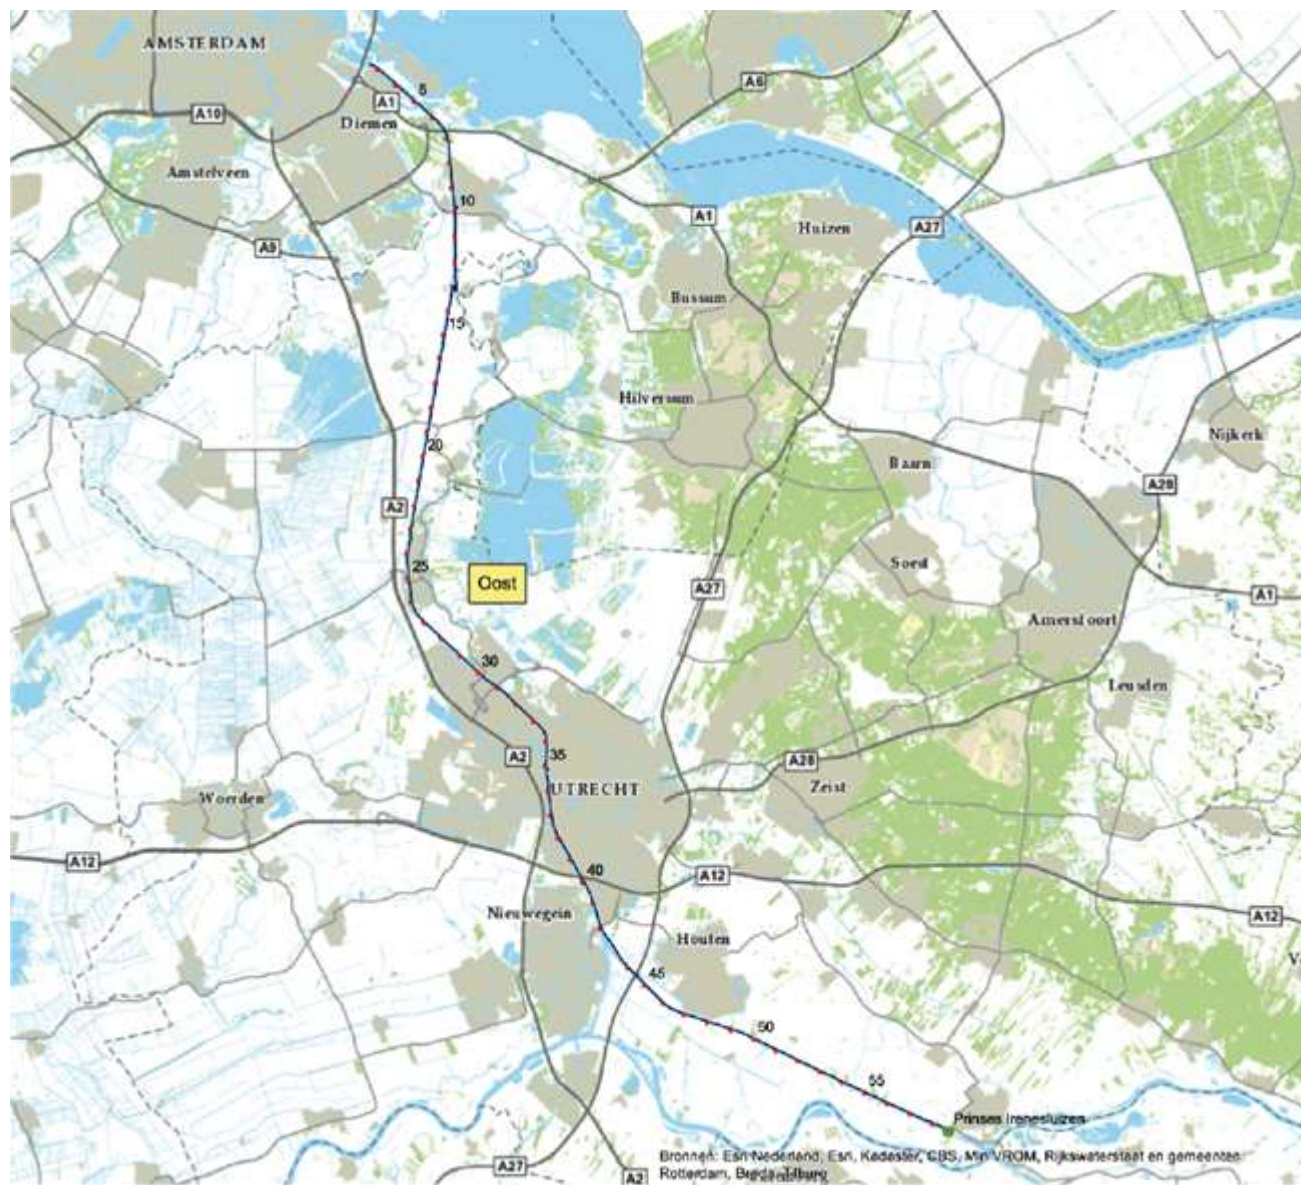 AMSTERDAM
A6
5
A1
A10
Diemen
Amstelveen
10
A1
A27
Huizen
A9
Bussum
15
Hilversum
Nijkerk
20
Baarn
A28
A2
Soest
25
Oost
A27
A1
Amersfoort
30
Leusden
35
A2
A28
UTRECHT
Zeist
Woerden
A12
40
A12
Nieuwegein
A12
Houten
45
50
55
Prinses Irenesluizen
Bronnen: Esri Nederland, Esri, Kadaster, CBS, Min VROM, Rijkswaterstaat en gemeenten:
Rotterdam, Breda, Tilburg
A27
A2